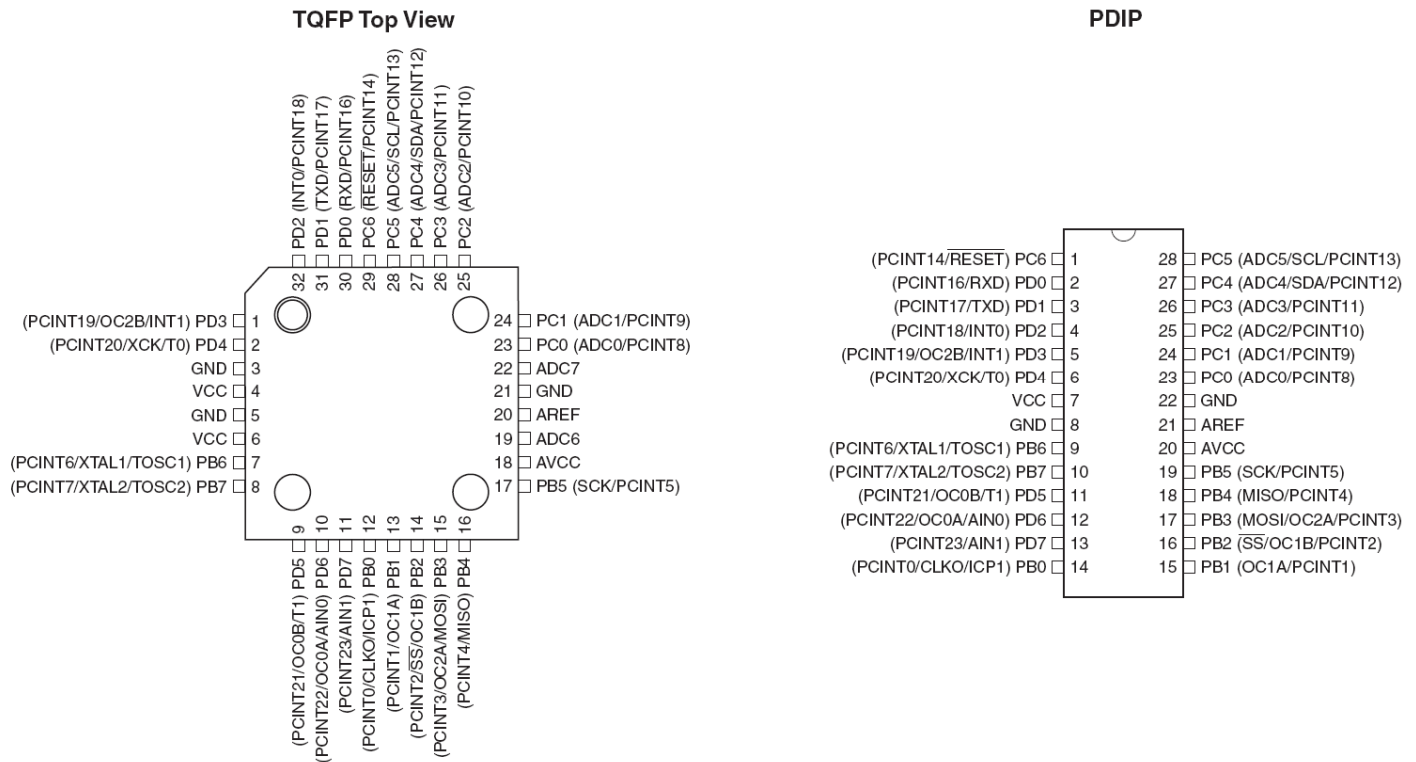 TQFP Top View
PD2 (INT0/PCINT18)
PD1 (TXD/PCINT17)
PD0 (RXD/PCINT16)
PC6 (RESET/PCINT14)
PC5 (ADC5/SCL/PCINT13)
PC4 (ADC4/SDA/PCINT12)
PC3 (ADC3/PCINT11)
PC2 (ADC2/PCINT10)
32 31 30 29 28 27 26 25
(PCINT19/OC2B/INT1) PD3 1
(PCINT20/XCK/T0) PD4 2
GND 3
VCC 4
GND 5
VCC 6
(PCINT6/XTAL1/TOSC1) PB6 7
(PCINT7/XTAL2/TOSC2) PB7 8
24 PC1 (ADC1/PCINT9)
23 PC0 (ADC0/PCINT8)
22 ADC7
21 GND
20 AREF
19 ADC6
18 AVCC
17 PB5 (SCK/PCINT5)
9 10 11 12 13 14 15 16
(PCINT21/OC0B/T1) PD5
(PCINT22/OC0A/AIN0) PD6
(PCINT23/AIN1) PD7
(PCINT0/CLKO/ICP1) PB0
(PCINT1/OC1A) PB1
(PCINT2/SS/OC1B) PB2
(PCINT3/OC2A/MOSI) PB3
(PCINT4/MISO) PB4
PDIP
(PCINT14/RESET) PC6 1 28 PC5 (ADC5/SCL/PCINT13)
(PCINT16/RXD) PD0 2 27 PC4 (ADC4/SDA/PCINT12)
(PCINT17/TXD) PD1 3 26 PC3 (ADC3/PCINT11)
(PCINT18/INT0) PD2 4 25 PC2 (ADC2/PCINT10)
(PCINT19/OC2B/INT1) PD3 5 24 PC1 (ADC1/PCINT9)
(PCINT20/XCK/T0) PD4 6 23 PC0 (ADC0/PCINT8)
VCC 7 22 GND
GND 8 21 AREF
(PCINT6/XTAL1/TOSC1) PB6 9 20 AVCC
(PCINT7/XTAL2/TOSC2) PB7 10 19 PB5 (SCK/PCINT5)
(PCINT21/OC0B/T1) PD5 11 18 PB4 (MISO/PCINT4)
(PCINT22/OC0A/AIN0) PD6 12 17 PB3 (MOSI/OC2A/PCINT3)
(PCINT23/AIN1) PD7 13 16 PB2 (SS/OC1B/PCINT2)
(PCINT0/CLKO/ICP1) PB0 14 15 PB1 (OC1A/PCINT1)